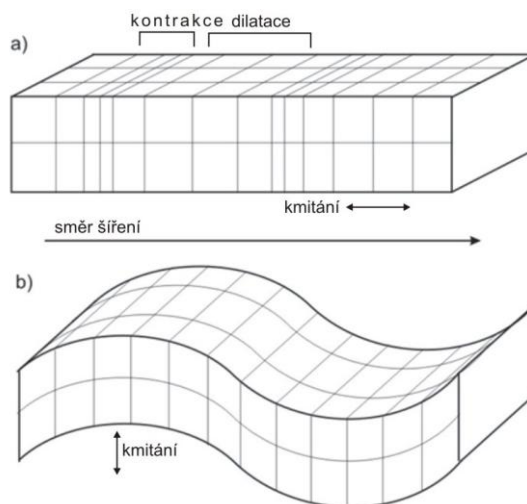 kontrakce dilatace
a)
kmitání
směr šíření
b)
kmitání